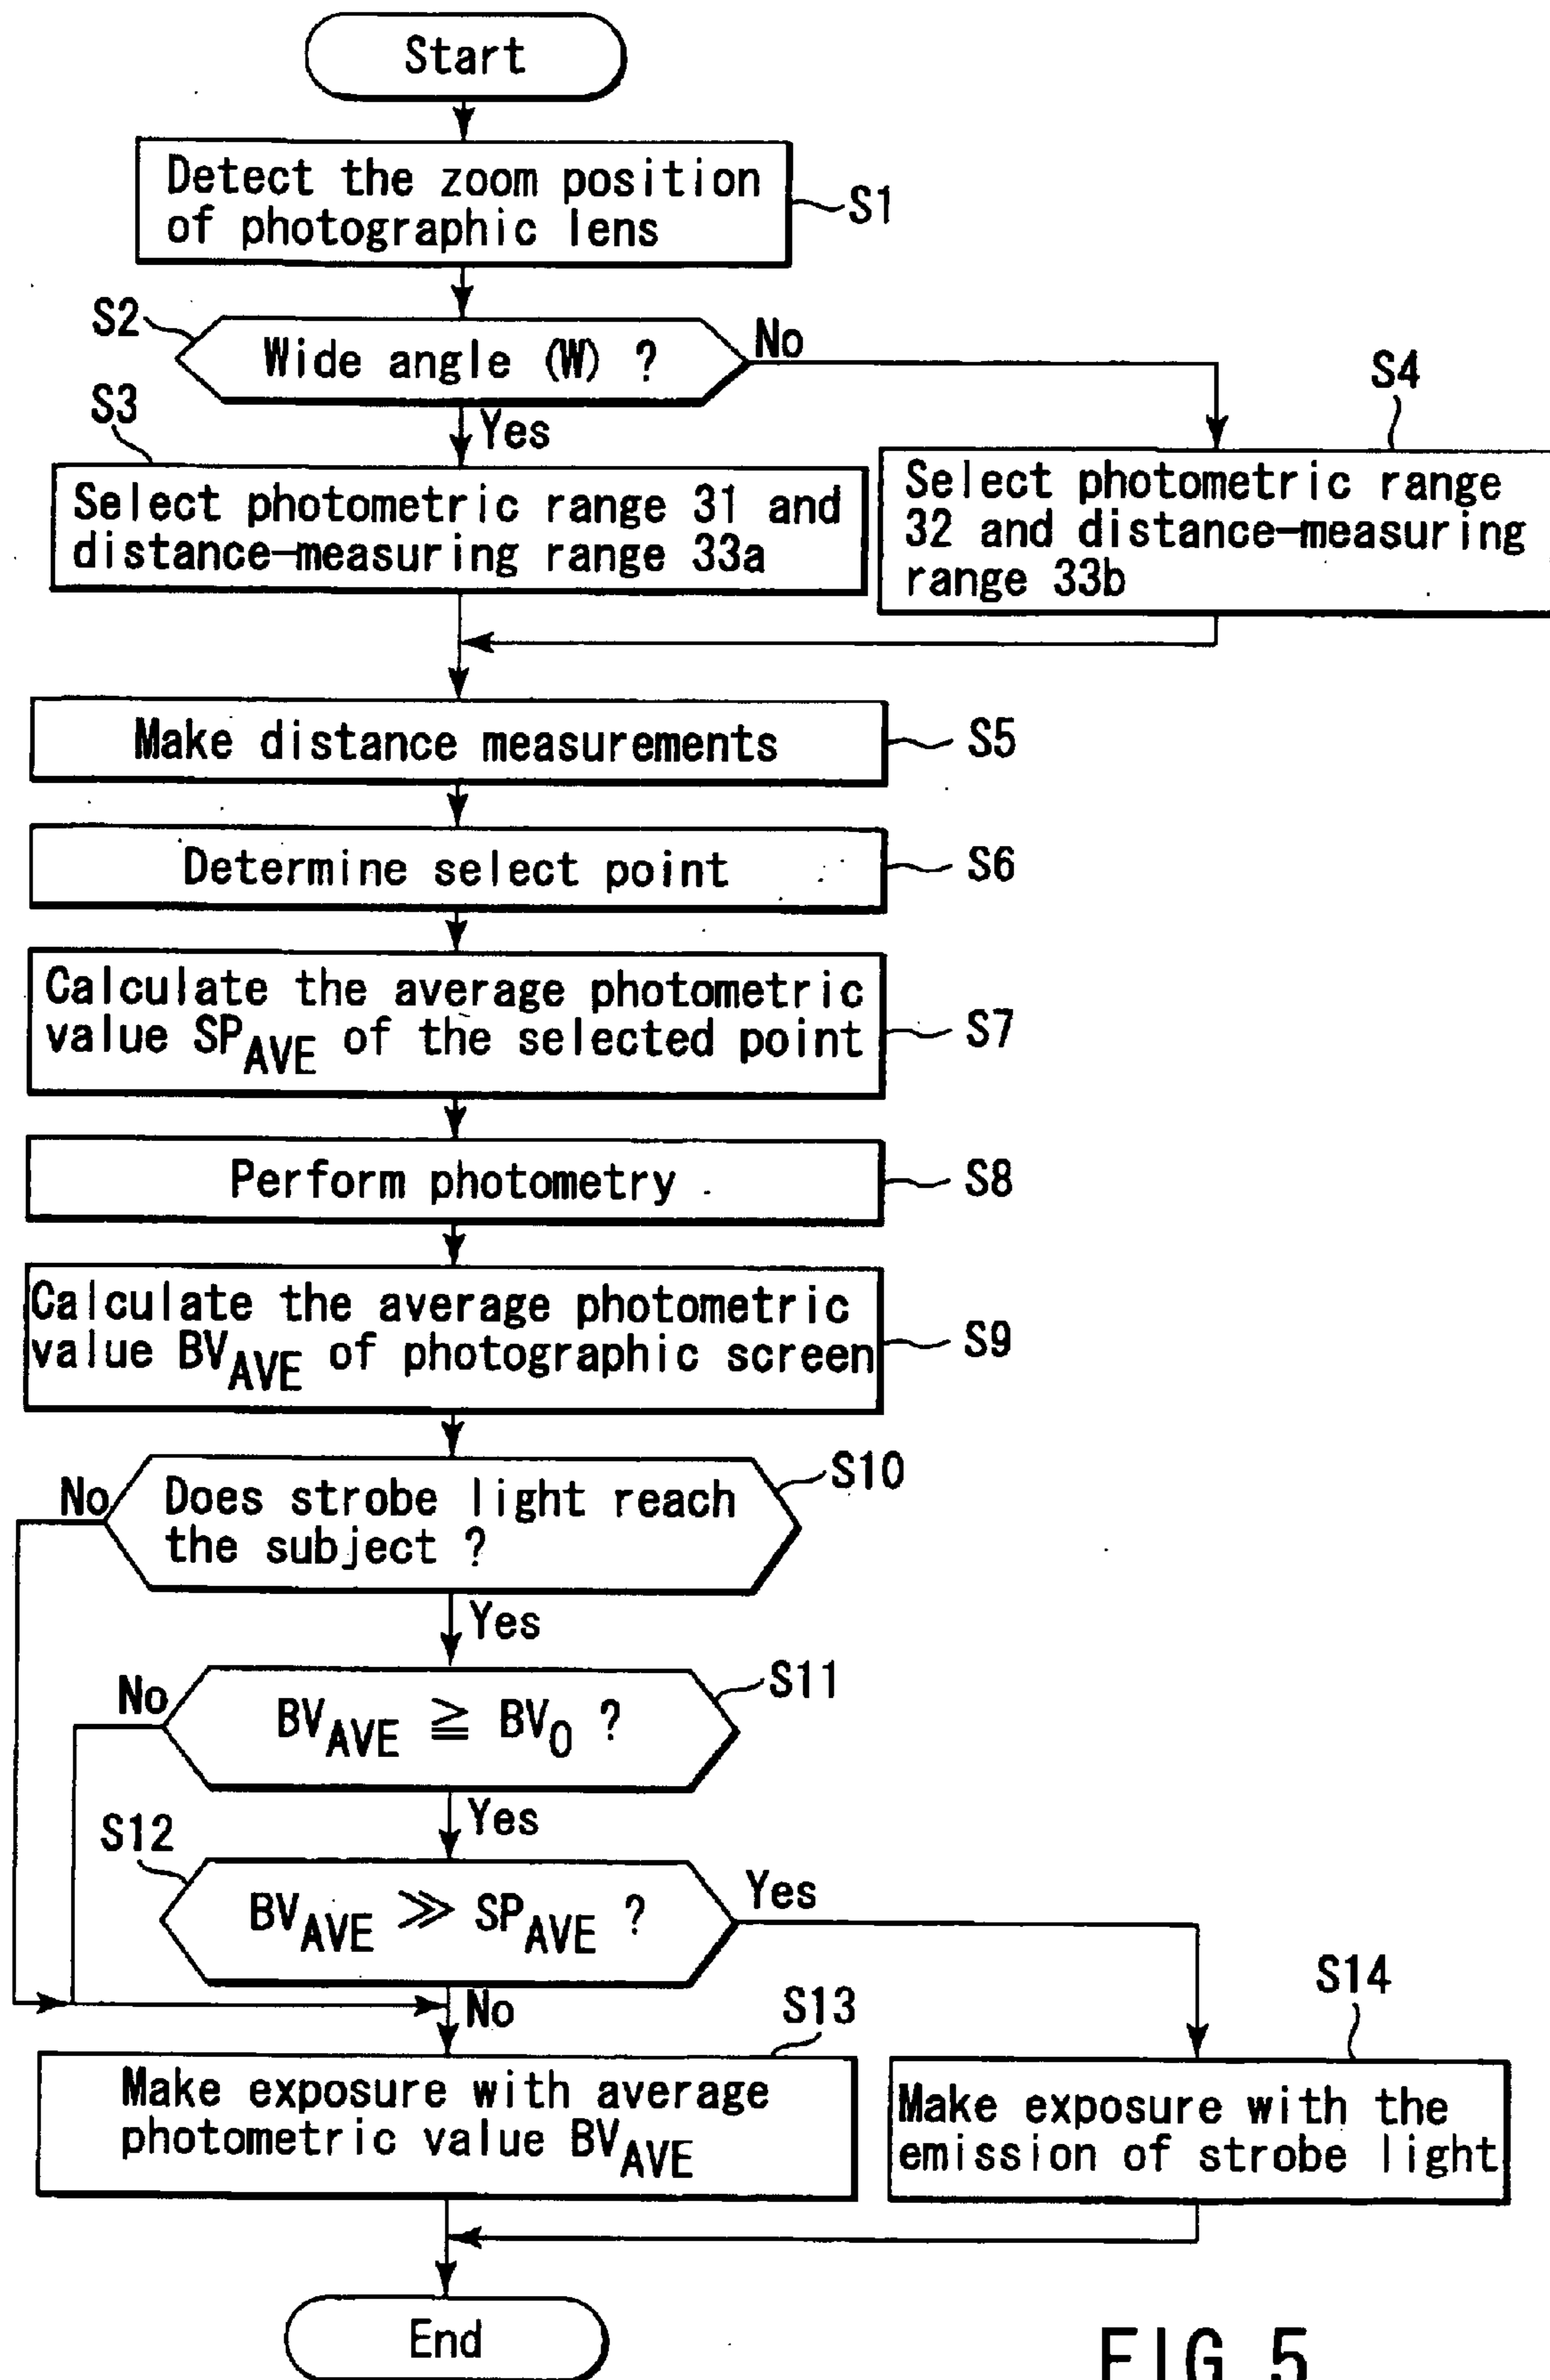 Start
Detect the zoom position
of photographic lens
S1
S2
Wide angle (W) ?
No
S3
Yes
S4
Select photometric range 31 and
distance-measuring range 33a
Select photometric range
32 and distance-measuring
range 33b
Make distance measurements
S5
Determine select point
S6
Calculate the average photometric
value SPAVE of the selected point
S7
Perform photometry
S8
Calculate the average photometric
value BVAVE of photographic screen
S9
S10
No
Does strobe light reach
the subject ?
Yes
S11
No
BVAVE ≧ BV0 ?
Yes
S12
BVAVE ≫ SPAVE ?
Yes
No
S13
S14
Make exposure with average
photometric value BVAVE
Make exposure with the
emission of strobe light
End
FIG. 5